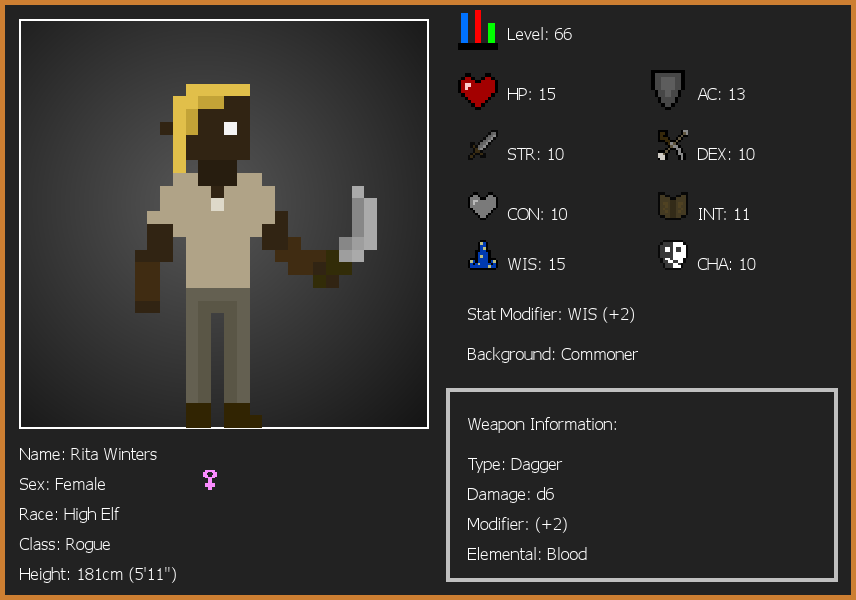 Level: 66
HP: 15
AC: 13
STR: 10
DEX: 10
CON: 10
INT: 11
WIS: 15
CHA: 10
Stat Modifier: WIS (+2)
Background: Commoner
Weapon Information:
Type: Dagger
Damage: d6
Modifier: (+2)
Elemental: Blood
Name: Rita Winters
Sex: Female
Race: High Elf
Class: Rogue
Height: 181cm (5'11")